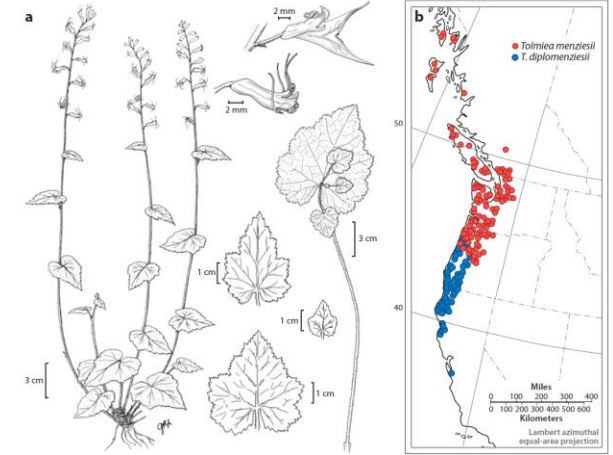 a
2 mm
2 mm
3 cm
1 cm
1 cm
3 cm
1 cm
b
Tolmiea menziesii
T. diplomenziesii
50
40
Miles
0 100 200 300 400
0 100 200 300 400 500 600
Kilometers
Lambert azimuthal
equal-area projection